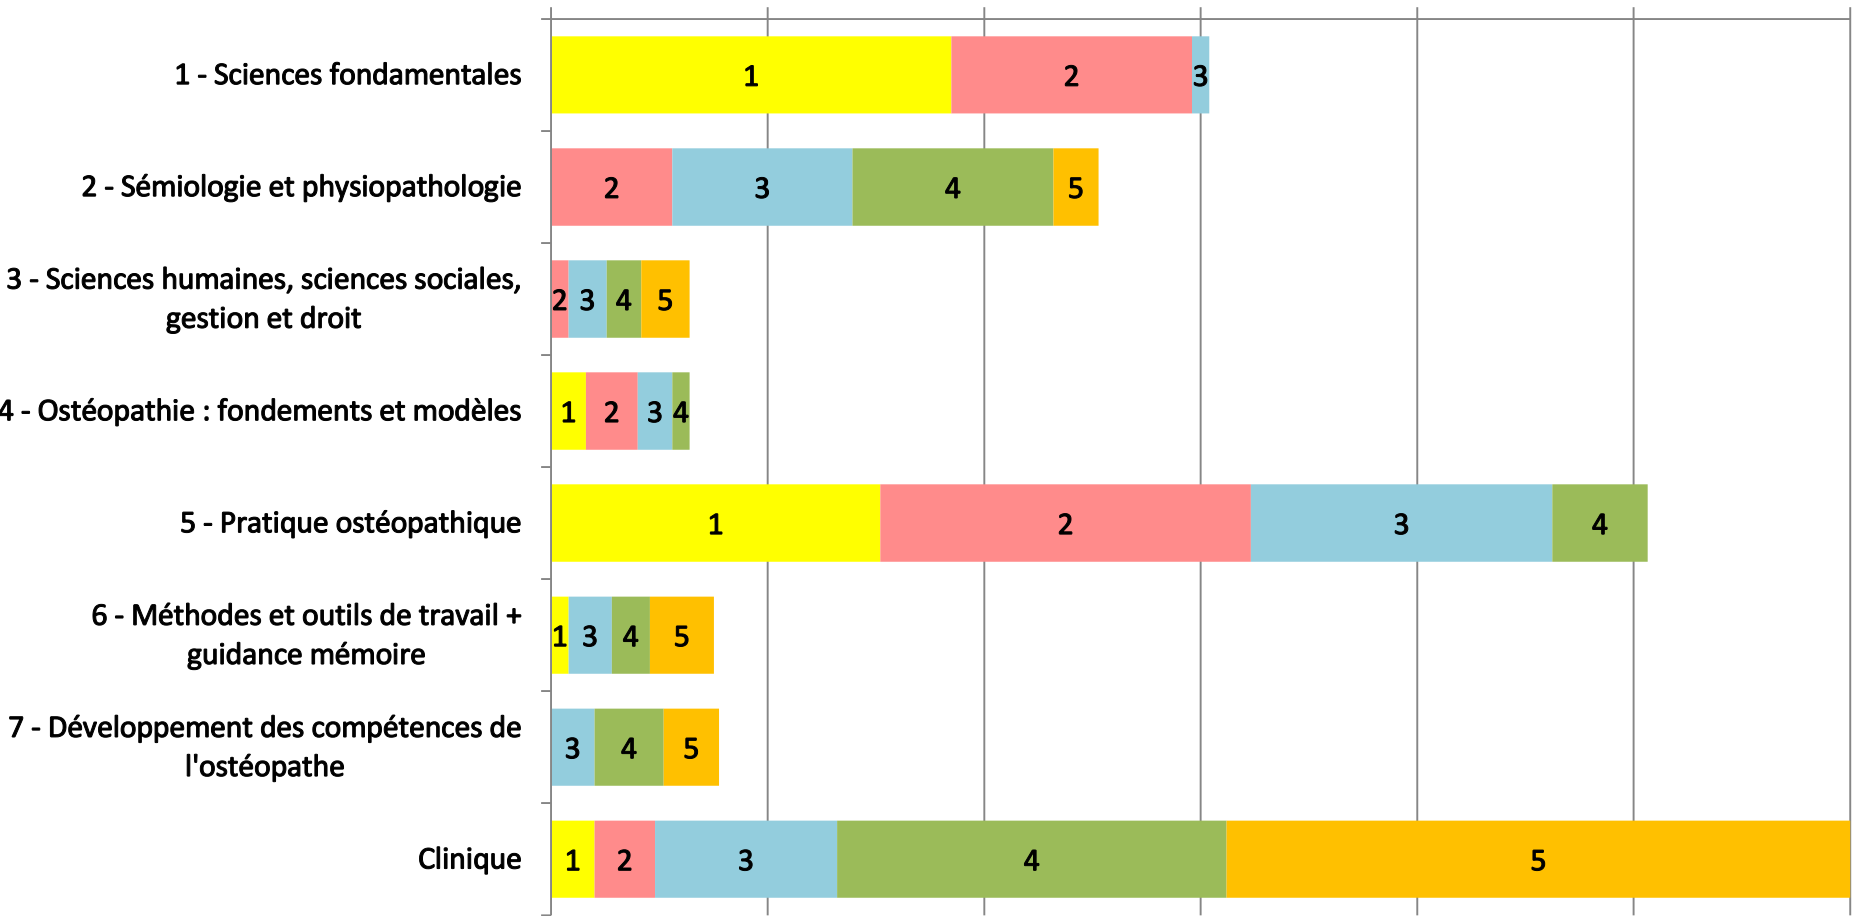 1 - Sciences fondamentales
1 2 3
2 - Sémiologie et physiopathologie
2 3 4 5
3 - Sciences humaines, sciences sociales,
gestion et droit
2 3 4 5
4 - Ostéopathie : fondements et modèles
1 2 3 4
5 - Pratique ostéopathique
1 2 3 4
6 - Méthodes et outils de travail +
guidance mémoire
1 3 4 5
7 - Développement des compétences de
l'ostéopathe
3 4 5
Clinique
1 2 3 4 5